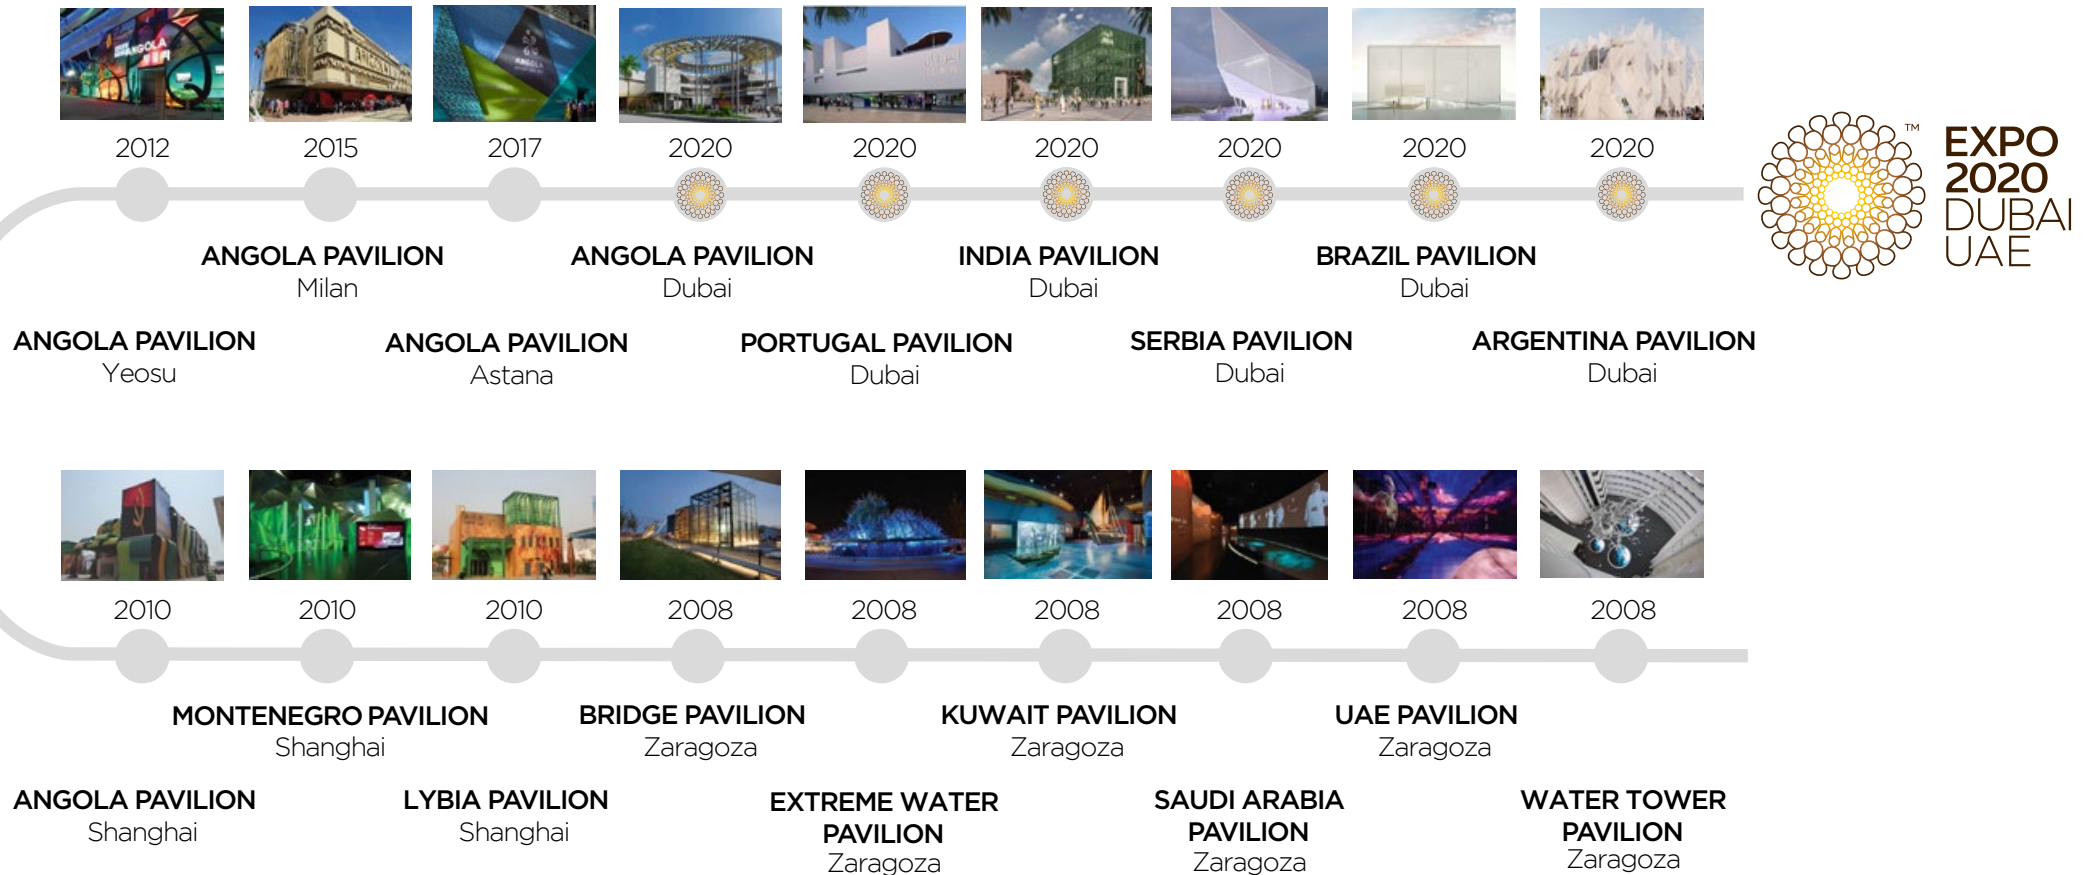 ANGOLA
ANGOLA
ANGOLA
2012
2015
2017
2020
2020
2020
2020
2020
2020
™
EXPO
2020
DUBAI
UAE
ANGOLA PAVILION
Milan
ANGOLA PAVILION
Dubai
INDIA PAVILION
Dubai
BRAZIL PAVILION
Dubai
ANGOLA PAVILION
Yeosu
ANGOLA PAVILION
Astana
PORTUGAL PAVILION
Dubai
SERBIA PAVILION
Dubai
ARGENTINA PAVILION
Dubai
2010
2010
2010
2008
2008
2008
2008
2008
2008
MONTENEGRO PAVILION
Shanghai
BRIDGE PAVILION
Zaragoza
KUWAIT PAVILION
Zaragoza
UAE PAVILION
Zaragoza
ANGOLA PAVILION
Shanghai
LYBIA PAVILION
Shanghai
EXTREME WATER
PAVILION
Zaragoza
SAUDI ARABIA
PAVILION
Zaragoza
WATER TOWER
PAVILION
Zaragoza